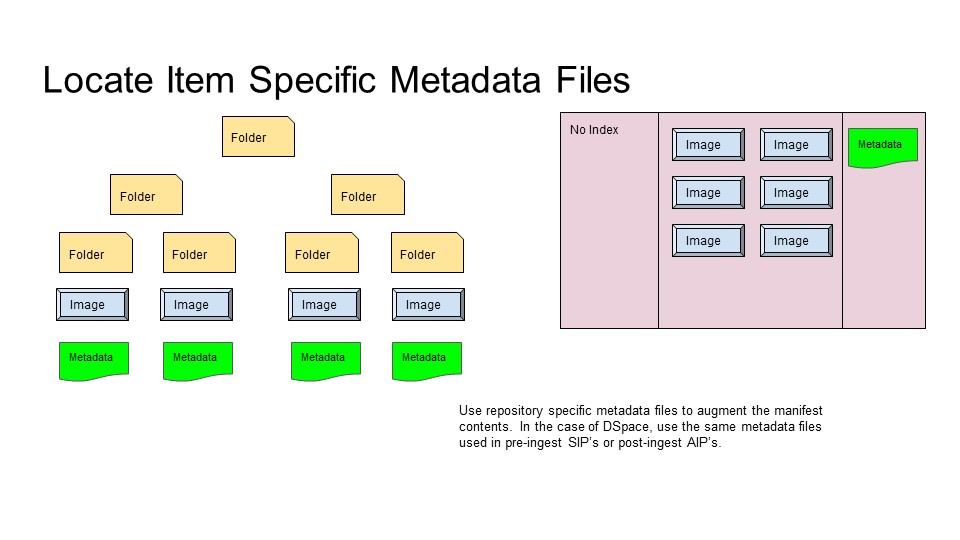 Locate Item Specific Metadata Files
Folder
Folder
Folder
Folder
Folder
Folder
Folder
Image
Image
Image
Image
Metadata
Metadata
Metadata
Metadata
No Index
Image
Image
Metadata
Image
Image
Image
Image
Use repository specific metadata files to augment the manifest
contents. In the case of DSpace, use the same metadata files
used in pre-ingest SIP’s or post-ingest AIP’s.